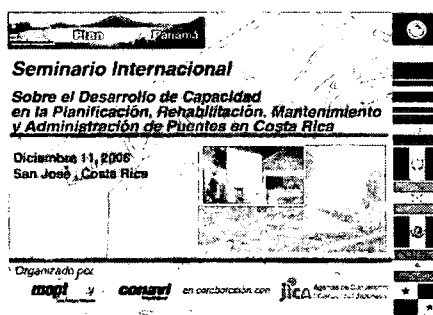 Plan Panamá
Seminario Internacional
Sobre el Desarrollo de Capacidad
en la Planificación, Rehabilitación, Mantenimiento
y Administración de Puentes en Costa Rica
Diciembre 11, 2006
San José, Costa Rica
Organizado por
mopt y conavi en colaboración con jica